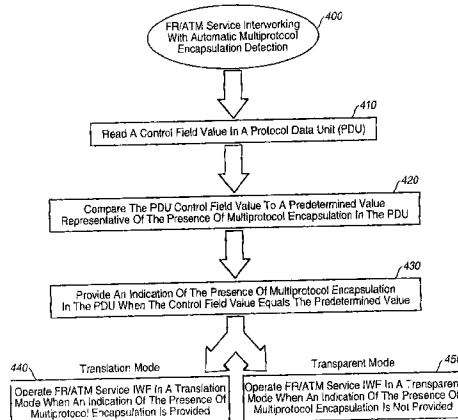 400
FR/ATM Service Interworking
With Automatic Multiprotocol
Encapsulation Detection
410
Read A Control Field Value In A Protocol Data Unit (PDU)
420
Compare The PDU Control Field Value To A Predetermined Value
Representative Of The Presence Of Multiprotocol Encapsulation In The PDU
430
Provide An Indication Of The Presence Of Multiprotocol Encapsulation
In The PDU When The Control Field Value Equals The Predetermined Value
440
Translation Mode
Operate FR/ATM Service IWF In A Translation
Mode When An Indication Of The Presence Of
Multiprotocol Encapsulation Is Provided
Transparent Mode
450
Operate FR/ATM Service IWF In A Transparent
Mode When An Indication Of The Presence Of
Multiprotocol Encapsulation Is Not Provided